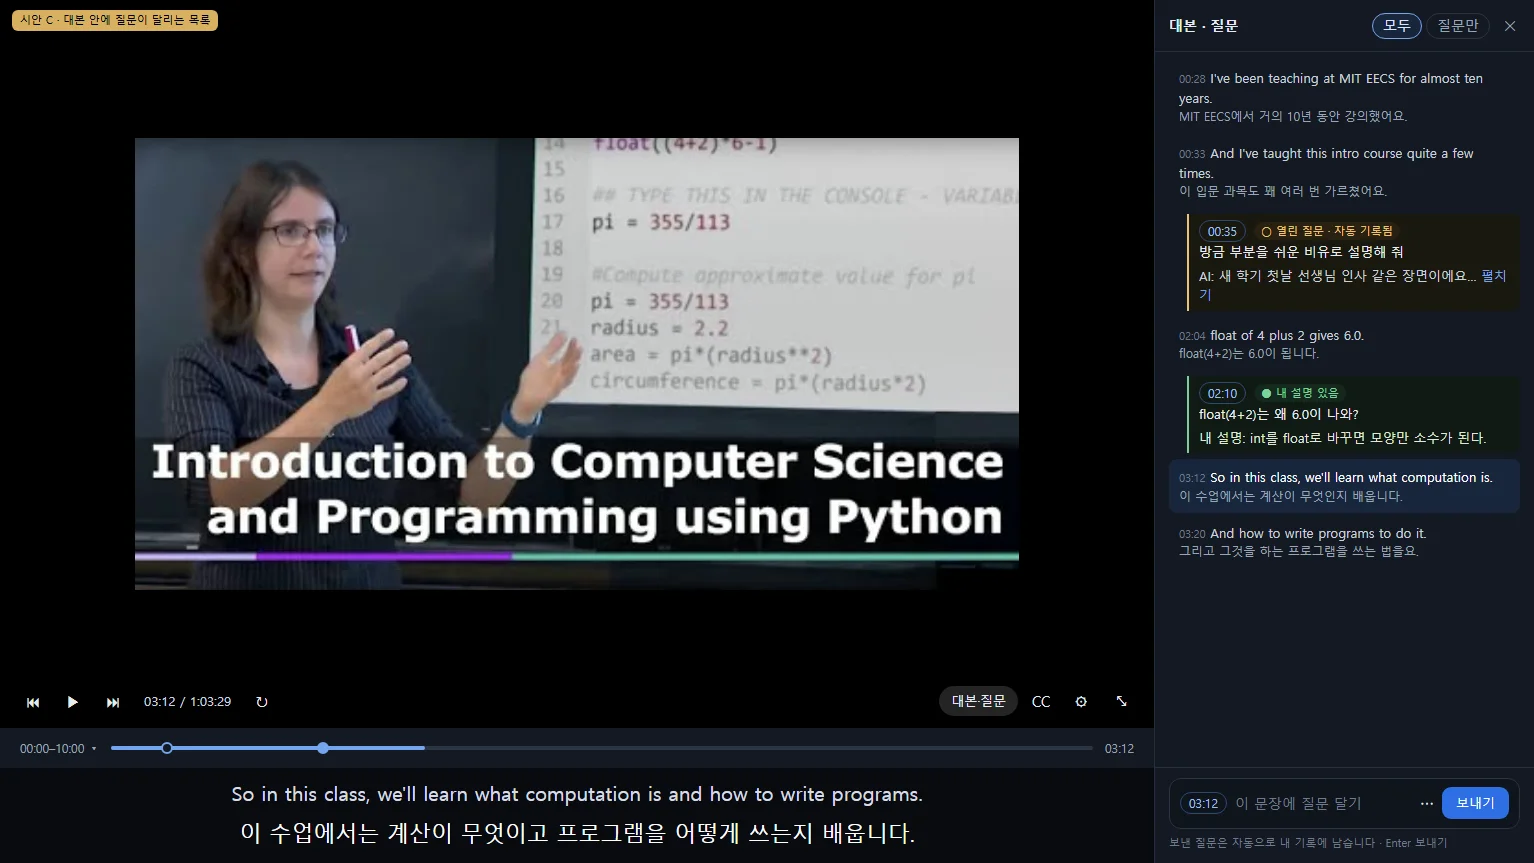 시안 C · 대본 안에 질문이 달리는 목록
14 float((4+2)*6-1)
15
16 ## TYPE THIS IN THE CONSOLE - VARIABL
17 pi = 355/113
18
19 #Compute approximate value for pi
20 pi = 355/113
21 radius = 2.2
area = pi*(radius**2)
circumference = pi*(radius*2)
Introduction to Computer Science
and Programming using Python
03:12 / 1:03:29
대본·질문
CC
00:00–10:00
03:12
So in this class, we'll learn what computation is and how to write programs.
이 수업에서는 계산이 무엇이고 프로그램을 어떻게 쓰는지 배웁니다.
대본 · 질문
모두
질문만
00:28 I've been teaching at MIT EECS for almost ten
years.
MIT EECS에서 거의 10년 동안 강의했어요.
00:33 And I've taught this intro course quite a few
times.
이 입문 과목도 꽤 여러 번 가르쳤어요.
00:35 열린 질문 · 자동 기록됨
방금 부분을 쉬운 비유로 설명해 줘
AI: 새 학기 첫날 선생님 인사 같은 장면이에요... 펼치
기
02:04 float of 4 plus 2 gives 6.0.
float(4+2)는 6.0이 됩니다.
02:10 내 설명 있음
float(4+2)는 왜 6.0이 나와?
내 설명: int를 float로 바꾸면 모양만 소수가 된다.
03:12 So in this class, we'll learn what computation is.
이 수업에서는 계산이 무엇인지 배웁니다.
03:20 And how to write programs to do it.
그리고 그것을 하는 프로그램을 쓰는 법을요.
03:12 이 문장에 질문 달기 ··· 보내기
보낸 질문은 자동으로 내 기록에 남습니다 · Enter 보내기